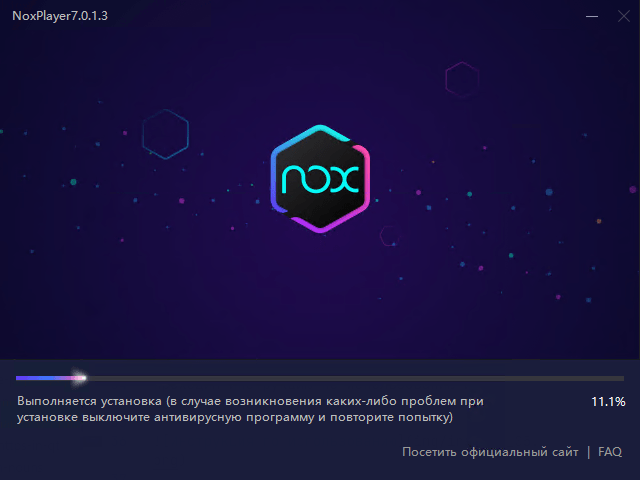 NoxPlayer7.0.1.3
nox
Выполняется установка (в случае возникновения каких-либо проблем при
установке выключите антивирусную программу и повторите попытку)
11.1%
Посетить официальный сайт | FAQ